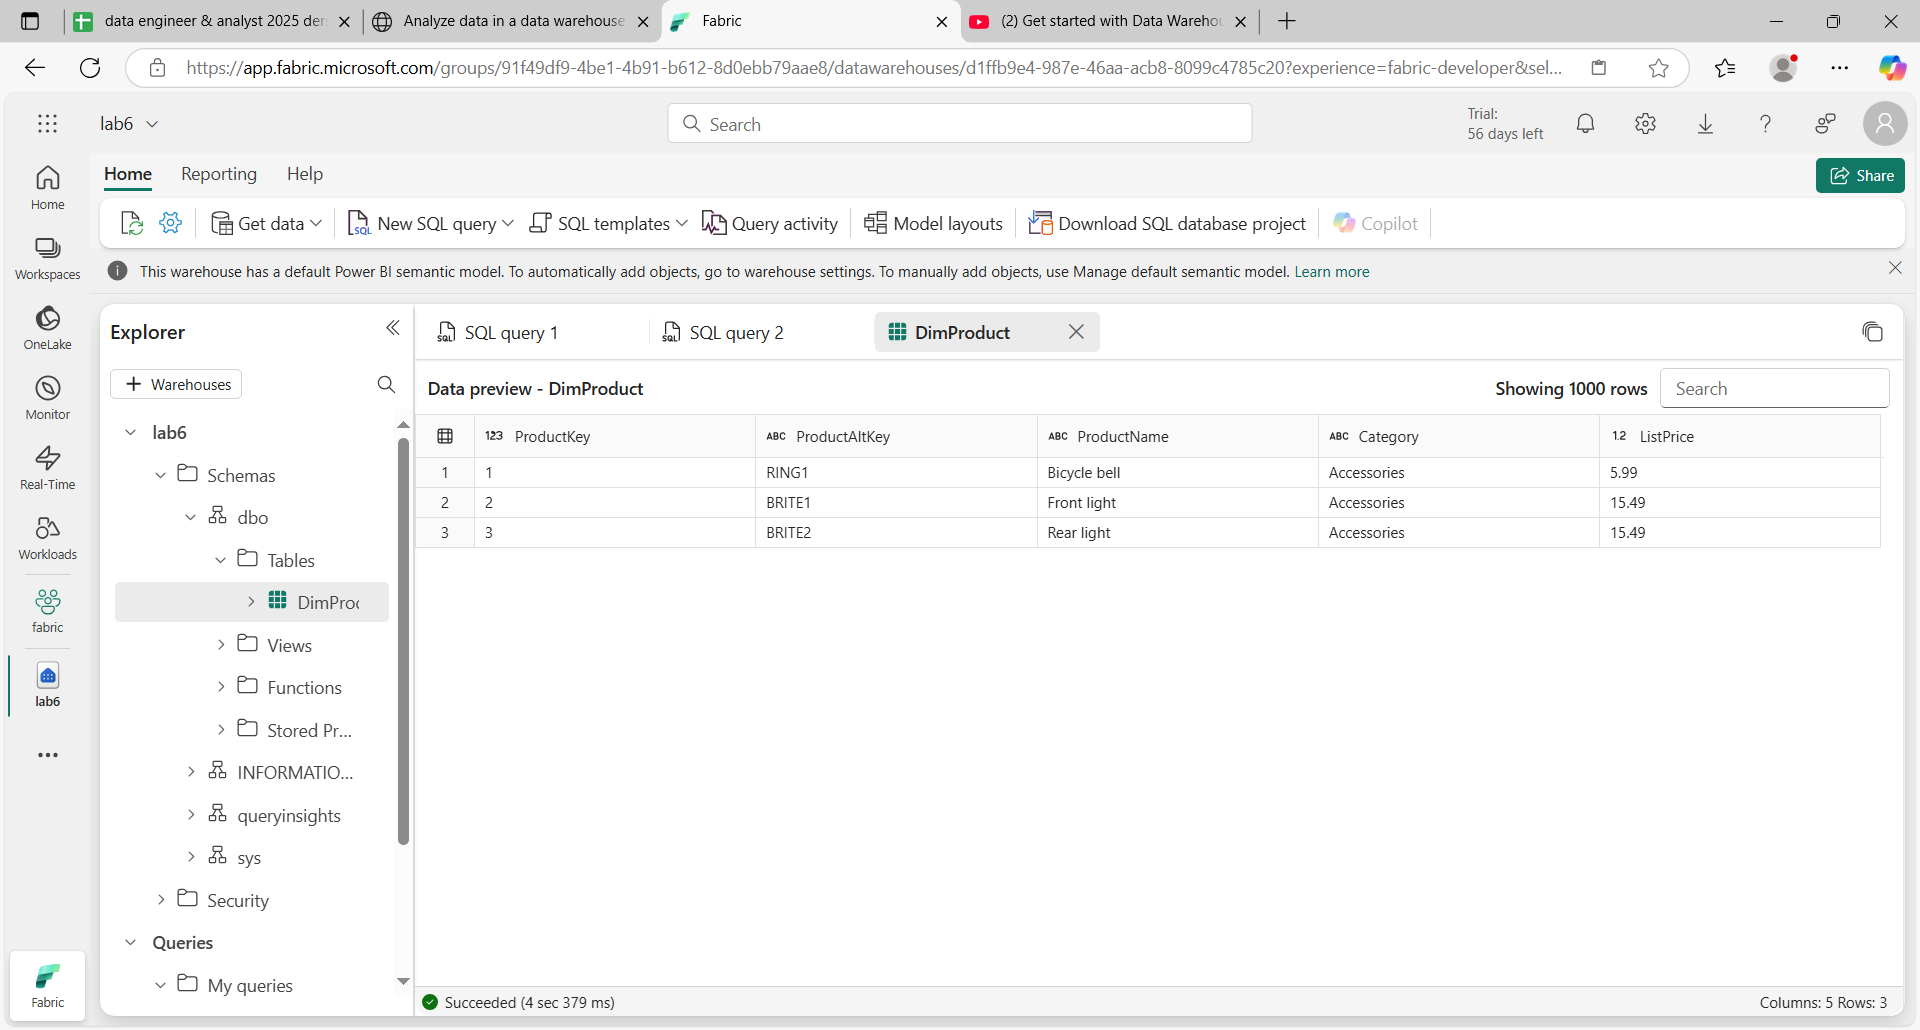 data engineer & analyst 2025 der
Analyze data in a data warehouse
Fabric
(2) Get started with Data Warehou
https://app.fabric.microsoft.com/groups/91f49df9-4be1-4b91-b612-8d0ebb79aae8/datawarehouses/d1ffb9e4-987e-46aa-acb8-8099c4785c20?experience=fabric-developer&sel...
lab6
Search
Trial:
56 days left
Home
Reporting
Help
Share
Get data
New SQL query
SQL templates
Query activity
Model layouts
Download SQL database project
Copilot
This warehouse has a default Power BI semantic model. To automatically add objects, go to warehouse settings. To manually add objects, use Manage default semantic model. Learn more
Home
Workspaces
OneLake
Monitor
Real-Time
Workloads
fabric
lab6
Fabric
Explorer
+ Warehouses
lab6
Schemas
dbo
Tables
DimProd
Views
Functions
Stored Pr...
INFORMATIO...
queryinsights
sys
Security
Queries
My queries
SQL query 1
SQL query 2
DimProduct
Data preview - DimProduct
Showing 1000 rows
Search
123 ProductKey ABC ProductAltKey ABC ProductName ABC Category 1.2 ListPrice
1 1 RING1 Bicycle bell Accessories 5.99
2 2 BRITE1 Front light Accessories 15.49
3 3 BRITE2 Rear light Accessories 15.49
Succeeded (4 sec 379 ms)
Columns: 5 Rows: 3